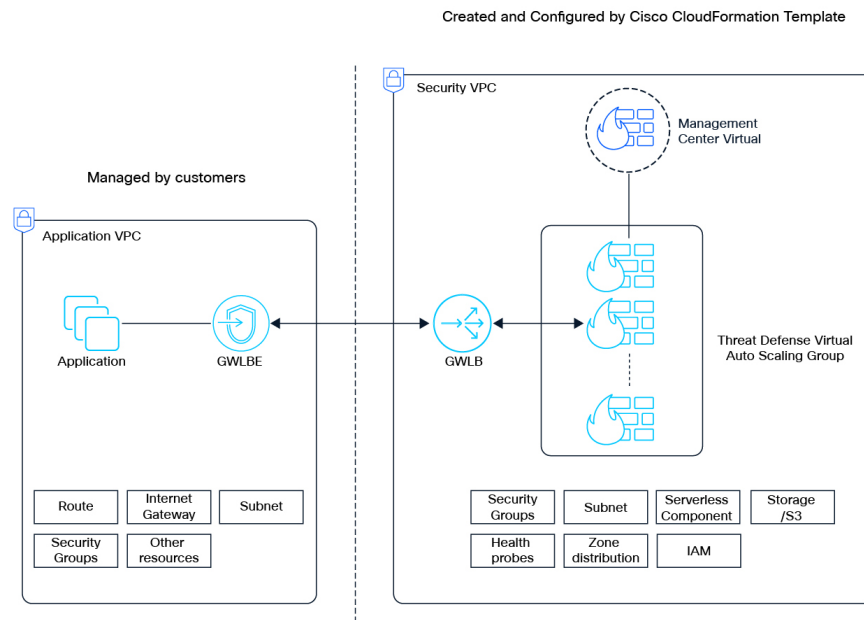 Created and Configured by Cisco CloudFormation Template
Security VPC
Management
Center Virtual
Managed by customers
Application VPC
Application
GWLBE
GWLB
Threat Defense Virtual
Auto Scaling Group
Route
Internet
Gateway
Subnet
Security
Groups
Other
resources
Security
Groups
Subnet
Serverless
Component
Storage
/S3
Health
probes
Zone
distribution
IAM